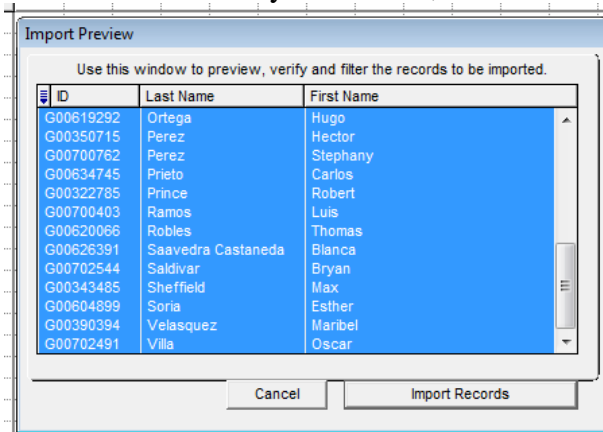 Import Preview
Use this window to preview, verify and filter the records to be imported.
ID Last Name First Name
G00619292 Ortega Hugo
G00350715 Perez Hector
G00700762 Perez Stephany
G00634745 Prieto Carlos
G00322785 Prince Robert
G00700403 Ramos Luis
G00620066 Robles Thomas
G00626391 Saavedra Castaneda Blanca
G00702544 Saldivar Bryan
G00343485 Sheffield Max
G00604899 Soria Esther
G00390394 Velasquez Maribel
G00702491 Villa Oscar
Cancel Import Records